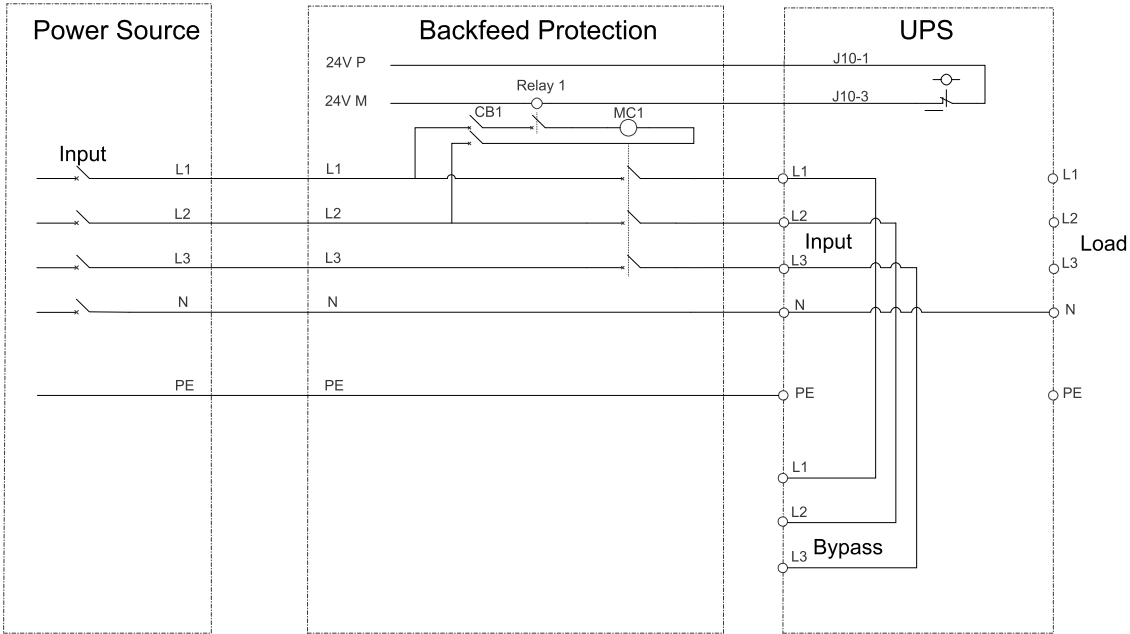 Power Source
Backfeed Protection
UPS
24V P
J10-1
Relay 1
24V M
J10-3
CB1
MC1
Input
L1
L1
L1
L1
L2
L2
L2
L2
Input
Load
L3
L3
L3
L3
N
N
N
N
PE
PE
PE
PE
L1
L2
Bypass
L3